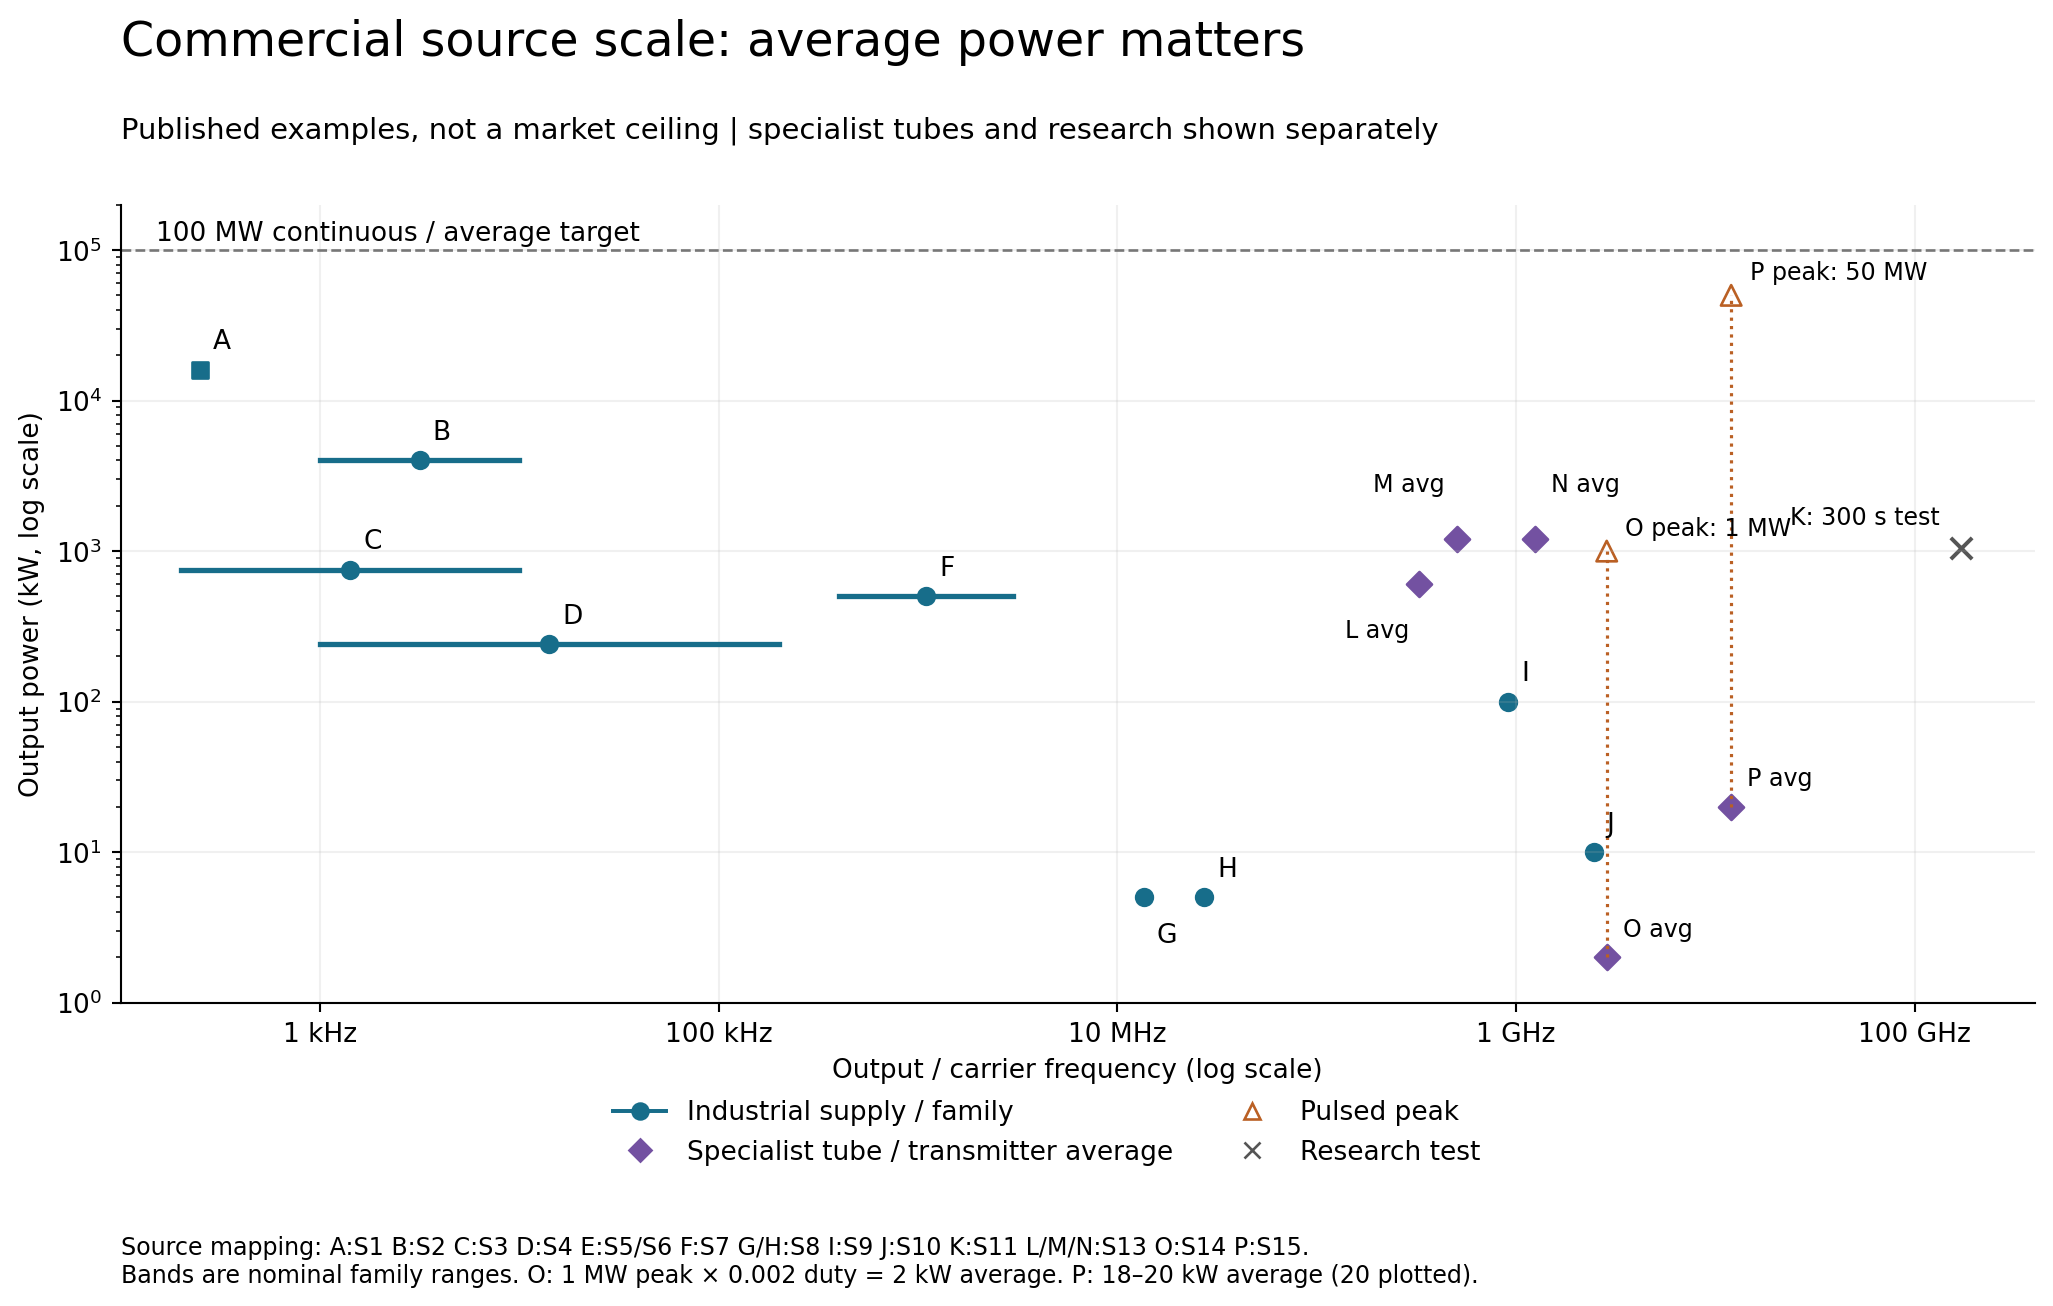 Commercial source scale: average power matters
Published examples, not a market ceiling | specialist tubes and research shown separately
100 MW continuous / average target
10⁵
P peak: 50 MW
A
10⁴
B
M avg
N avg
C
O peak: 1 MW
K: 300 s test
10³
F
D
L avg
I
10²
P avg
J
10¹
H
G
O avg
10⁰
Output power (kW, log scale)
1 kHz
100 kHz
10 MHz
1 GHz
100 GHz
Output / carrier frequency (log scale)
Industrial supply / family
Specialist tube / transmitter average
Pulsed peak
Research test
Source mapping: A:S1 B:S2 C:S3 D:S4 E:S5/S6 F:S7 G/H:S8 I:S9 J:S10 K:S11 L/M/N:S13 O:S14 P:S15.
Bands are nominal family ranges. O: 1 MW peak × 0.002 duty = 2 kW average. P: 18–20 kW average (20 plotted).